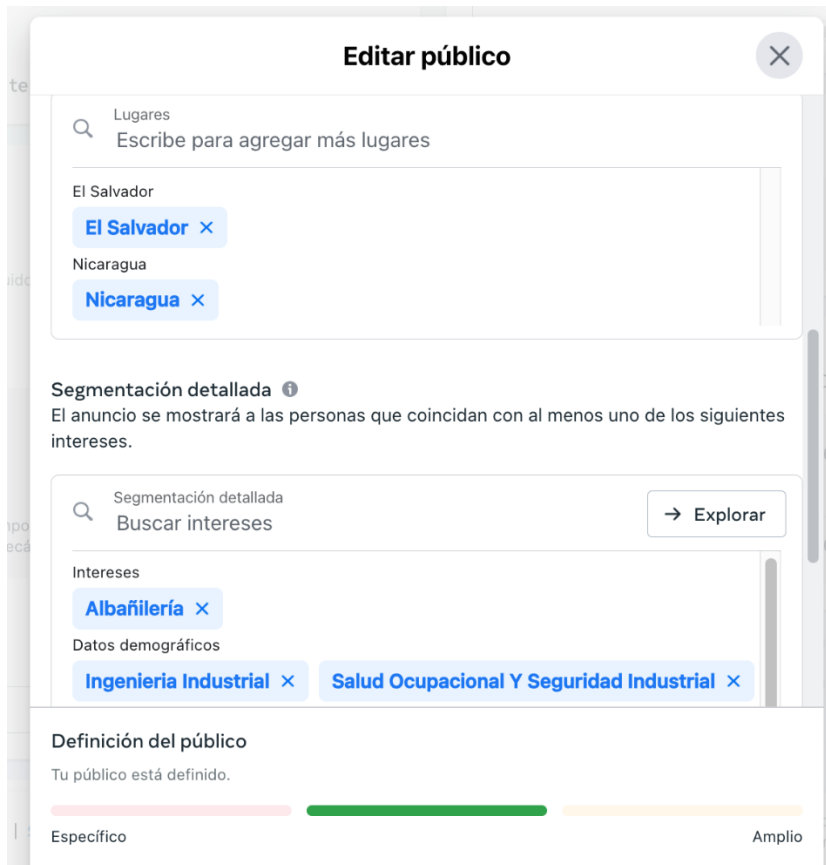 Editar público
Lugares
Escribe para agregar más lugares
El Salvador
El Salvador ×
Nicaragua
Nicaragua ×
Segmentación detallada
El anuncio se mostrará a las personas que coincidan con al menos uno de los siguientes
intereses.
Segmentación detallada
Buscar intereses
→ Explorar
Intereses
Albañilería ×
Datos demográficos
Ingenieria Industrial × Salud Ocupacional Y Seguridad Industrial ×
Definición del público
Tu público está definido.
Específico Amplio